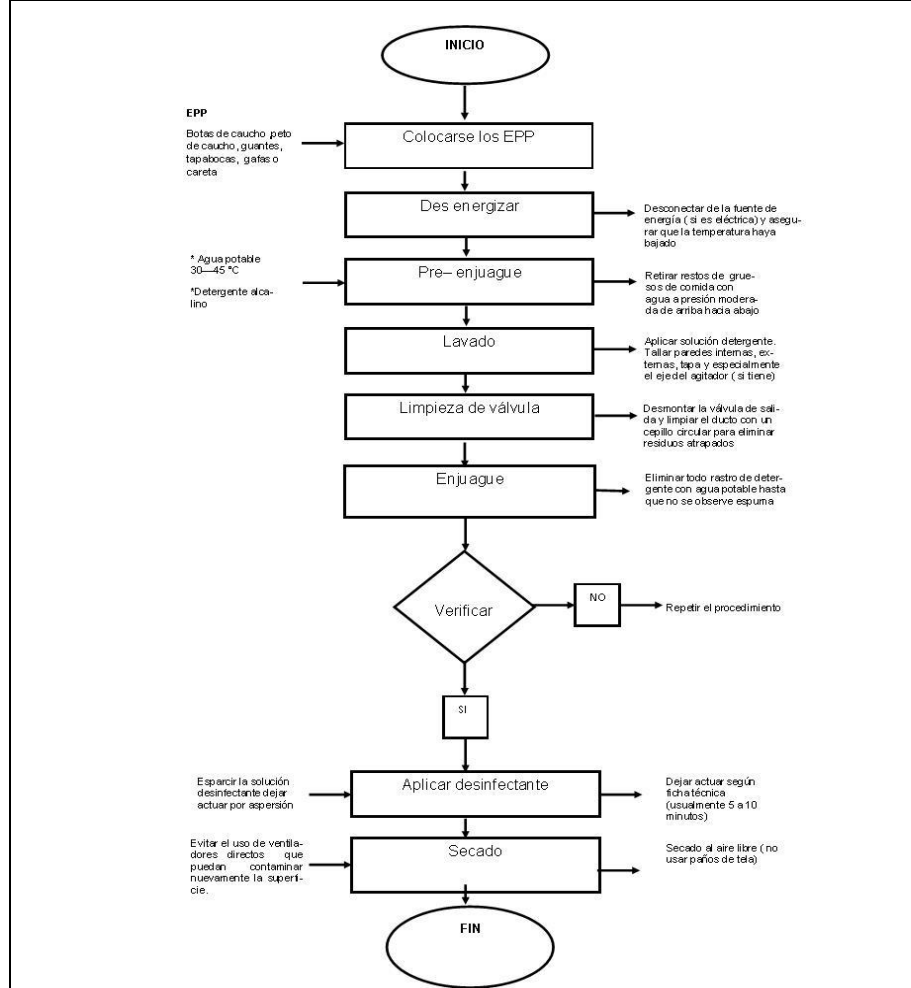 INICIO
EPP
Botas de caucho ,peto
de caucho, guantes,
tapabocas, gafas o
careta
Colocarse los EPP
Des energizar
Desconectar de la fuente de
energía ( si es eléctrica) y asegu-
rar que la temperatura haya
bajado
* Agua potable
30—45 °C
*Detergente alca-
lino
Pre– enjuague
Retirar restos de grue-
sos de comida con
agua a presión modera-
da de arriba hacia abajo
Lavado
Aplicar solución detergente.
Tallar paredes internas, ex-
ternas, tapa y especialmente
el eje del agitador ( si tiene)
Limpieza de válvula
Desmontar la válvula de sali-
da y limpiar el ducto con un
cepillo circular para eliminar
residuos atrapados
Enjuague
Eliminar todo rastro de deter-
gente con agua potable hasta
que no se observe espuma
Verificar
NO
Repetir el procedimiento
SI
Esparcir la solución
desinfectante dejar
actuar por aspersión
Aplicar desinfectante
Dejar actuar según
ficha técnica
(usualmente 5 a 10
minutos)
Evitar el uso de ventila-
dores directos que
puedan contaminar
nuevamente la superfi-
cie.
Secado
Secado al aire libre ( no
usar paños de tela)
FIN